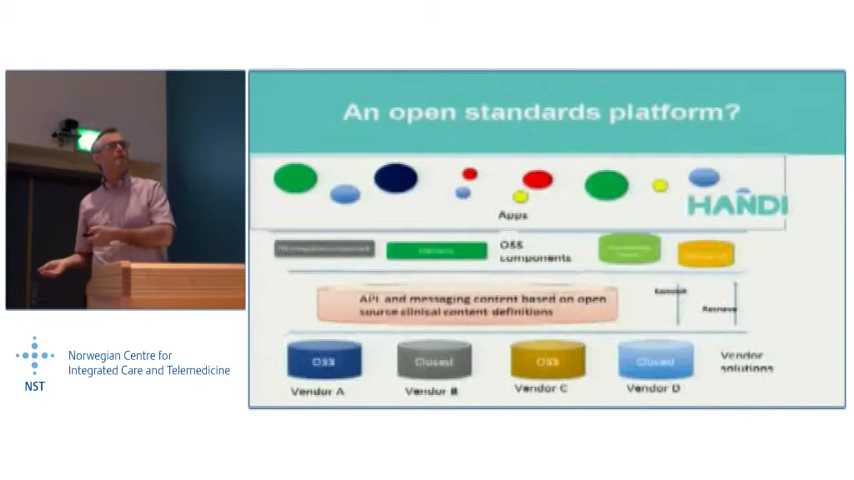 An open standards platform?
HANDI
Apps
OSS
components
API and messaging content based on open
source clinical content definitions
Retrieve
OSS
Closed
OSS
Closed
Vendor
solutions
Vendor A
Vendor B
Vendor C
Vendor D
Norwegian Centre for
Integrated Care and Telemedicine
NST